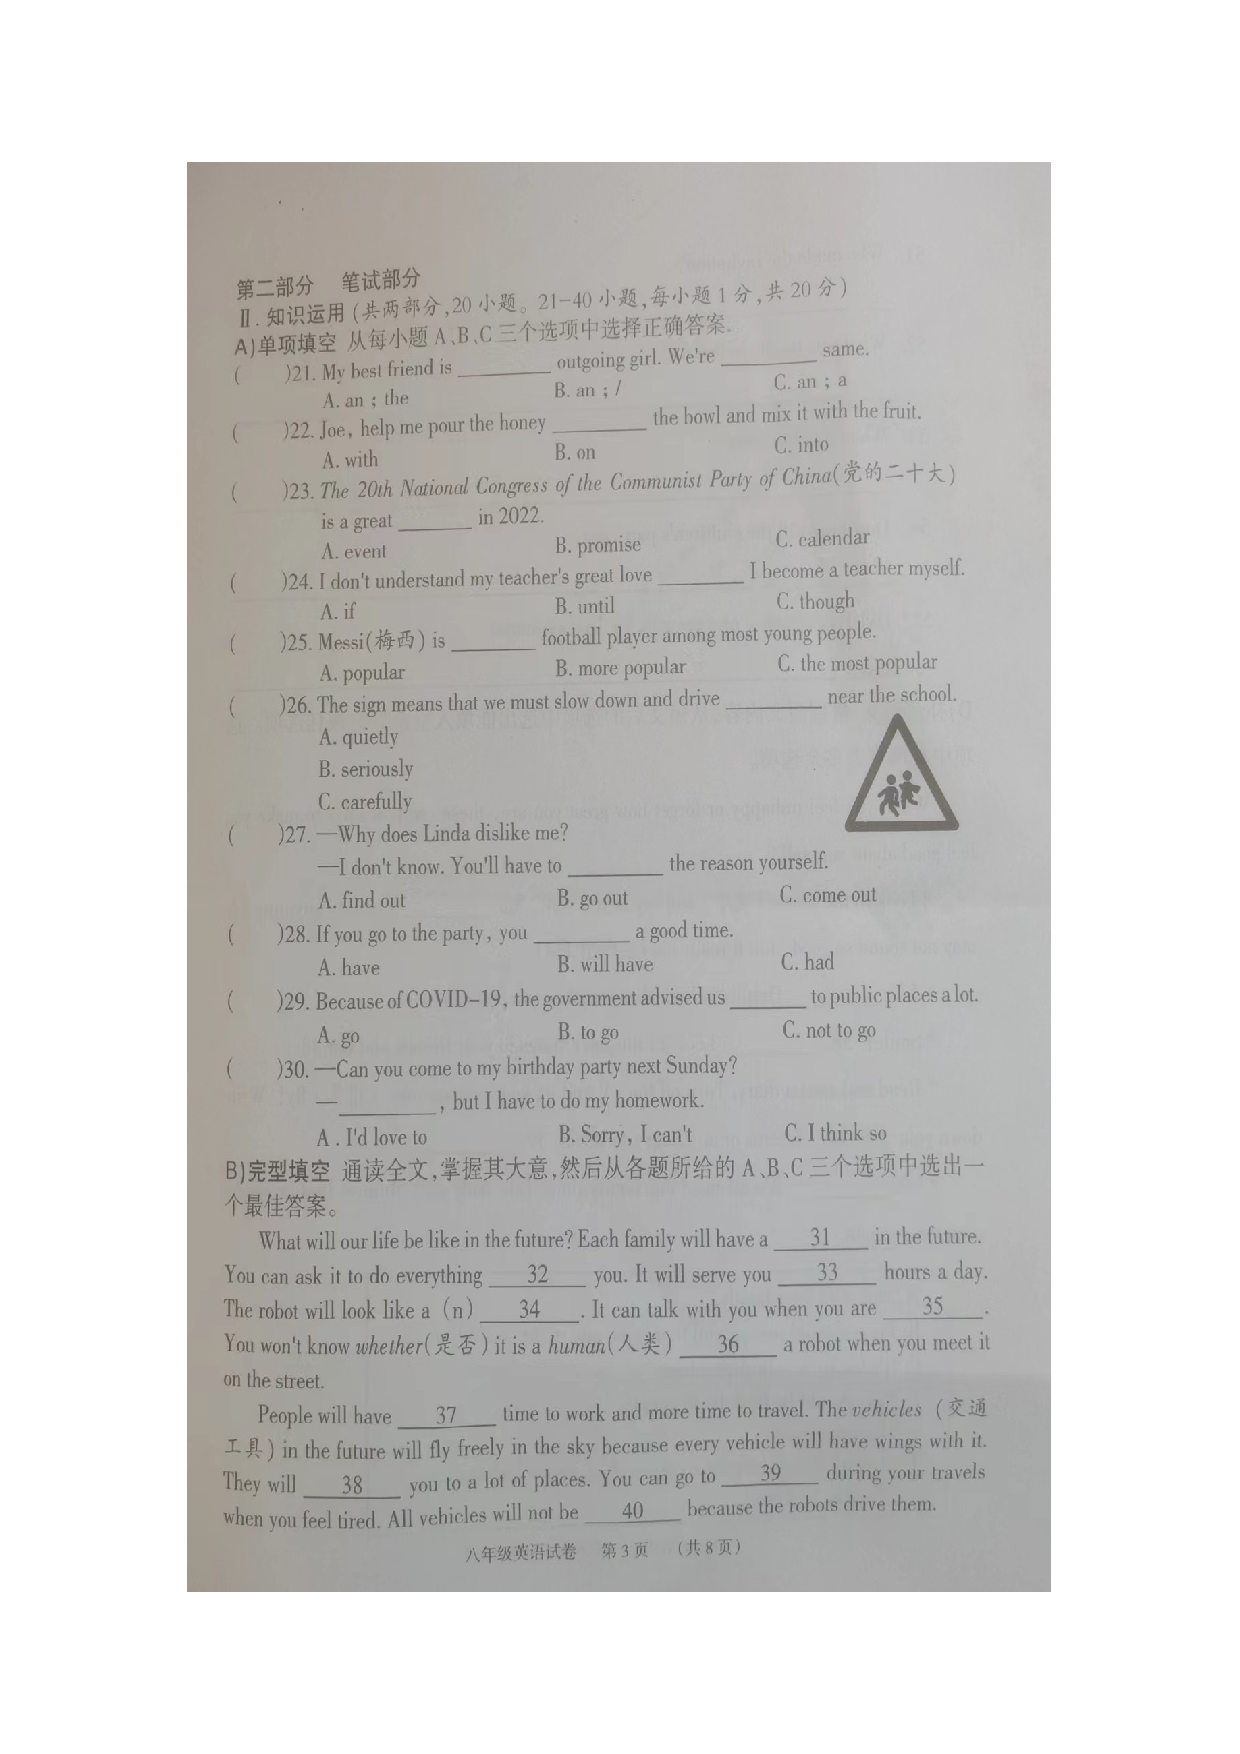 第二部分 笔试部分
Ⅱ. 知识运用 (共两部分,20 小题。21-40 小题,每小题 1 分,共 20 分)
A)单项填空 从每小题 A、B、C 三个选项中选择正确答案.
( )21. My best friend is ________ outgoing girl. We're ________ same.
A. an ; the B. an ; / C. an ; a
( )22. Joe, help me pour the honey ________ the bowl and mix it with the fruit.
A. with B. on C. into
( )23. The 20th National Congress of the Communist Party of China(党的二十大)
is a great ________ in 2022.
A. event B. promise C. calendar
( )24. I don't understand my teacher's great love ________ I become a teacher myself.
A. if B. until C. though
( )25. Messi(梅西) is ________ football player among most young people.
A. popular B. more popular C. the most popular
( )26. The sign means that we must slow down and drive ________ near the school.
A. quietly
B. seriously
C. carefully
( )27. —Why does Linda dislike me?
—I don't know. You'll have to ________ the reason yourself.
A. find out B. go out C. come out
( )28. If you go to the party, you ________ a good time.
A. have B. will have C. had
( )29. Because of COVID-19, the government advised us ________ to public places a lot.
A. go B. to go C. not to go
( )30. —Can you come to my birthday party next Sunday?
—________, but I have to do my homework.
A . I'd love to B. Sorry, I can't C. I think so
B)完型填空 通读全文,掌握其大意,然后从各题所给的 A、B、C 三个选项中选出一
个最佳答案。
What will our life be like in the future? Each family will have a 31 in the future.
You can ask it to do everything 32 you. It will serve you 33 hours a day.
The robot will look like a (n) 34 . It can talk with you when you are 35 .
You won't know whether(是否) it is a human(人类) 36 a robot when you meet it
on the street.
People will have 37 time to work and more time to travel. The vehicles (交通
工具) in the future will fly freely in the sky because every vehicle will have wings with it.
They will 38 you to a lot of places. You can go to 39 during your travels
when you feel tired. All vehicles will not be 40 because the robots drive them.
八年级英语试卷 第 3 页 (共 8 页)